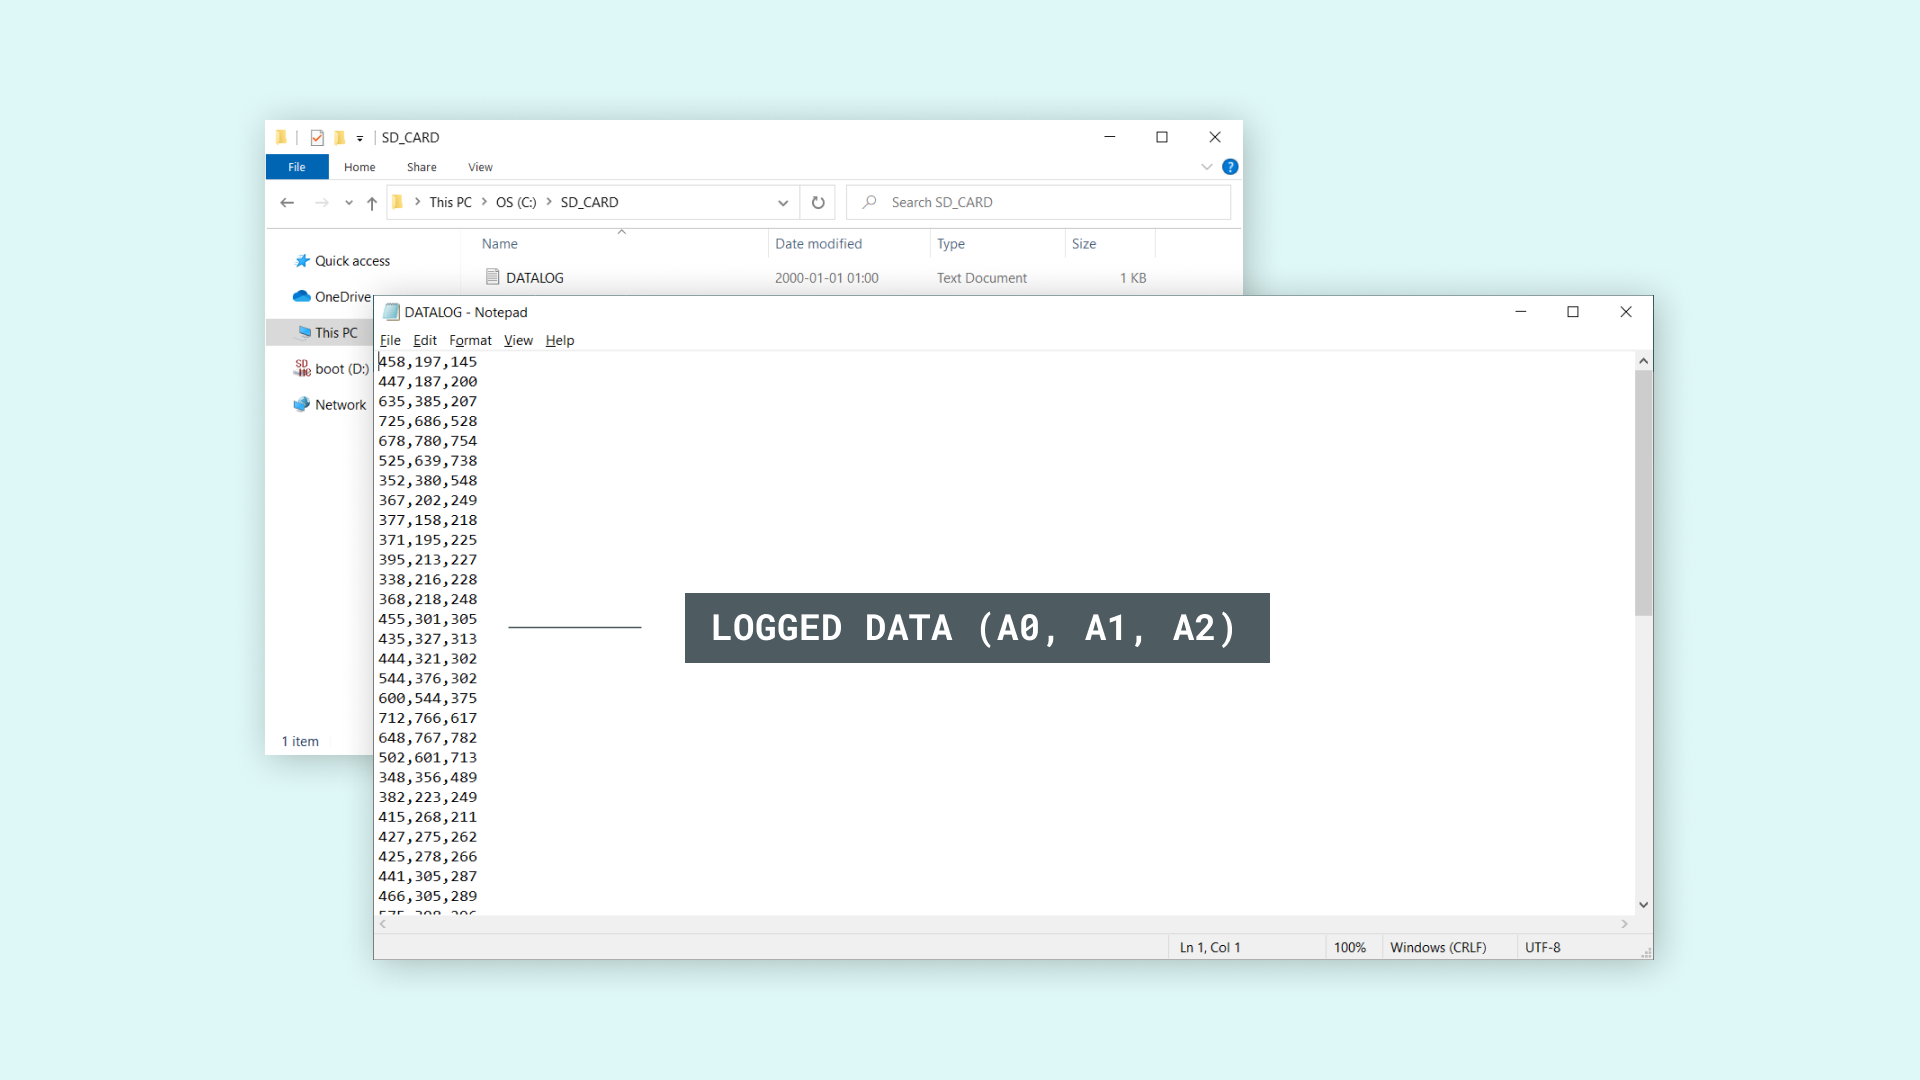 SD_CARD
File Home Share View
This PC > OS (C:) > SD_CARD
Search SD_CARD
Name Date modified Type Size
Quick access
DATALOG 2000-01-01 01:00 Text Document 1 KB
OneDrive
This PC
boot (D:)
Network
1 item
DATALOG - Notepad
File Edit Format View Help
458,197,145
447,187,200
635,385,207
725,686,528
678,780,754
525,639,738
352,380,548
367,202,249
377,158,218
371,195,225
395,213,227
338,216,228
368,218,248
455,301,305
435,327,313
444,321,302
544,376,302
600,544,375
712,766,617
648,767,782
502,601,713
348,356,489
382,223,249
415,268,211
427,275,262
425,278,266
441,305,287
466,305,289
LOGGED DATA (A0, A1, A2)
Ln 1, Col 1 100% Windows (CRLF) UTF-8